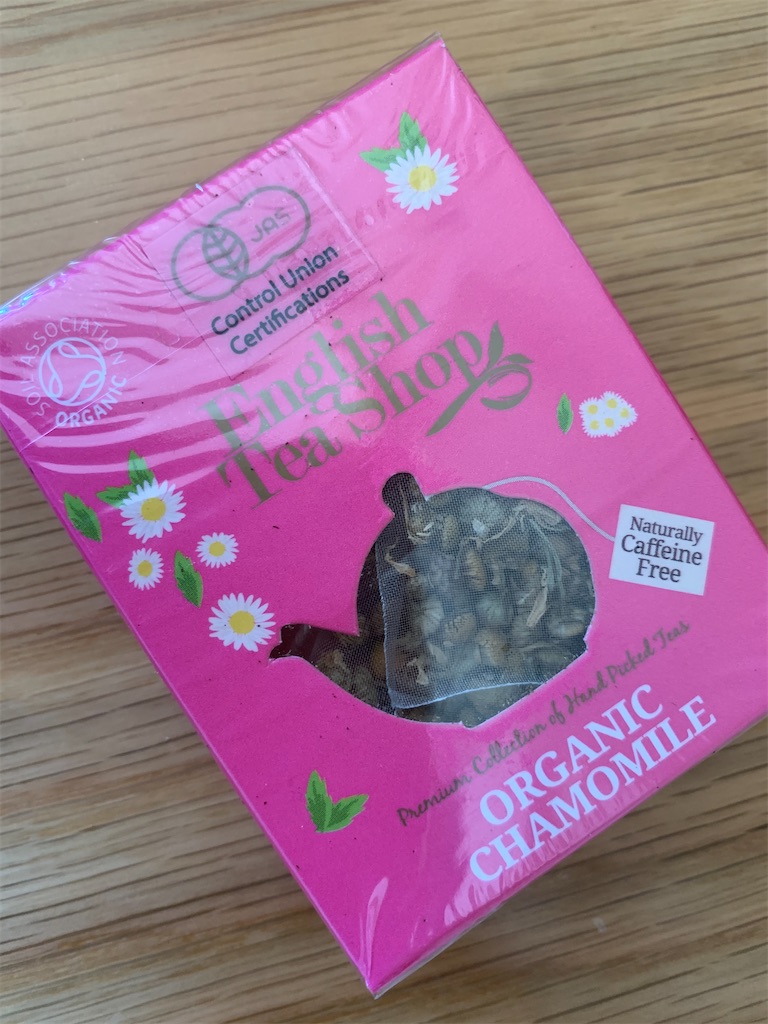 JAS
Control Union
Certifications
SOIL ASSOCIATION
ORGANIC
English
Tea Shop
Naturally
Caffeine
Free
Premium Collection of Hand Picked Teas
ORGANIC
CHAMOMILE